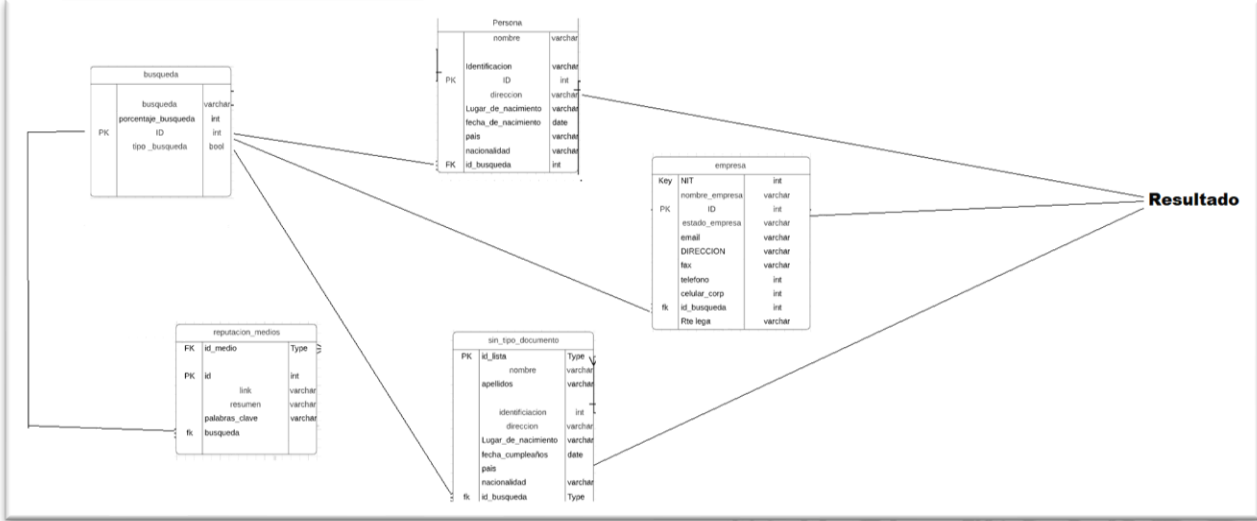 busqueda
busqueda varchar
porcentaje_busqueda int
PK ID int
tipo _busqueda bool
Persona
nombre varchar
Identificacion varchar
PK ID int
direccion varchar
Lugar_de_nacimiento varchar
fecha_de_nacimiento date
pais varchar
nacionalidad varchar
FK id_busqueda int
empresa
Key NIT int
nombre_empresa varchar
PK ID int
estado_empresa varchar
email varchar
DIRECCION varchar
fax varchar
telefono int
celular_corp int
fk id_busqueda int
Rte lega varchar
Resultado
reputacion_medios
FK id_medio Type
PK id int
link varchar
resumen varchar
palabras_clave varchar
fk busqueda
sin_tipo_documento
PK id_lista Type
nombre varchar
apellidos varchar
identificiacion int
direccion varchar
Lugar_de_nacimiento varchar
fecha_cumpleaños date
pais
nacionalidad varchar
fk id_busqueda Type